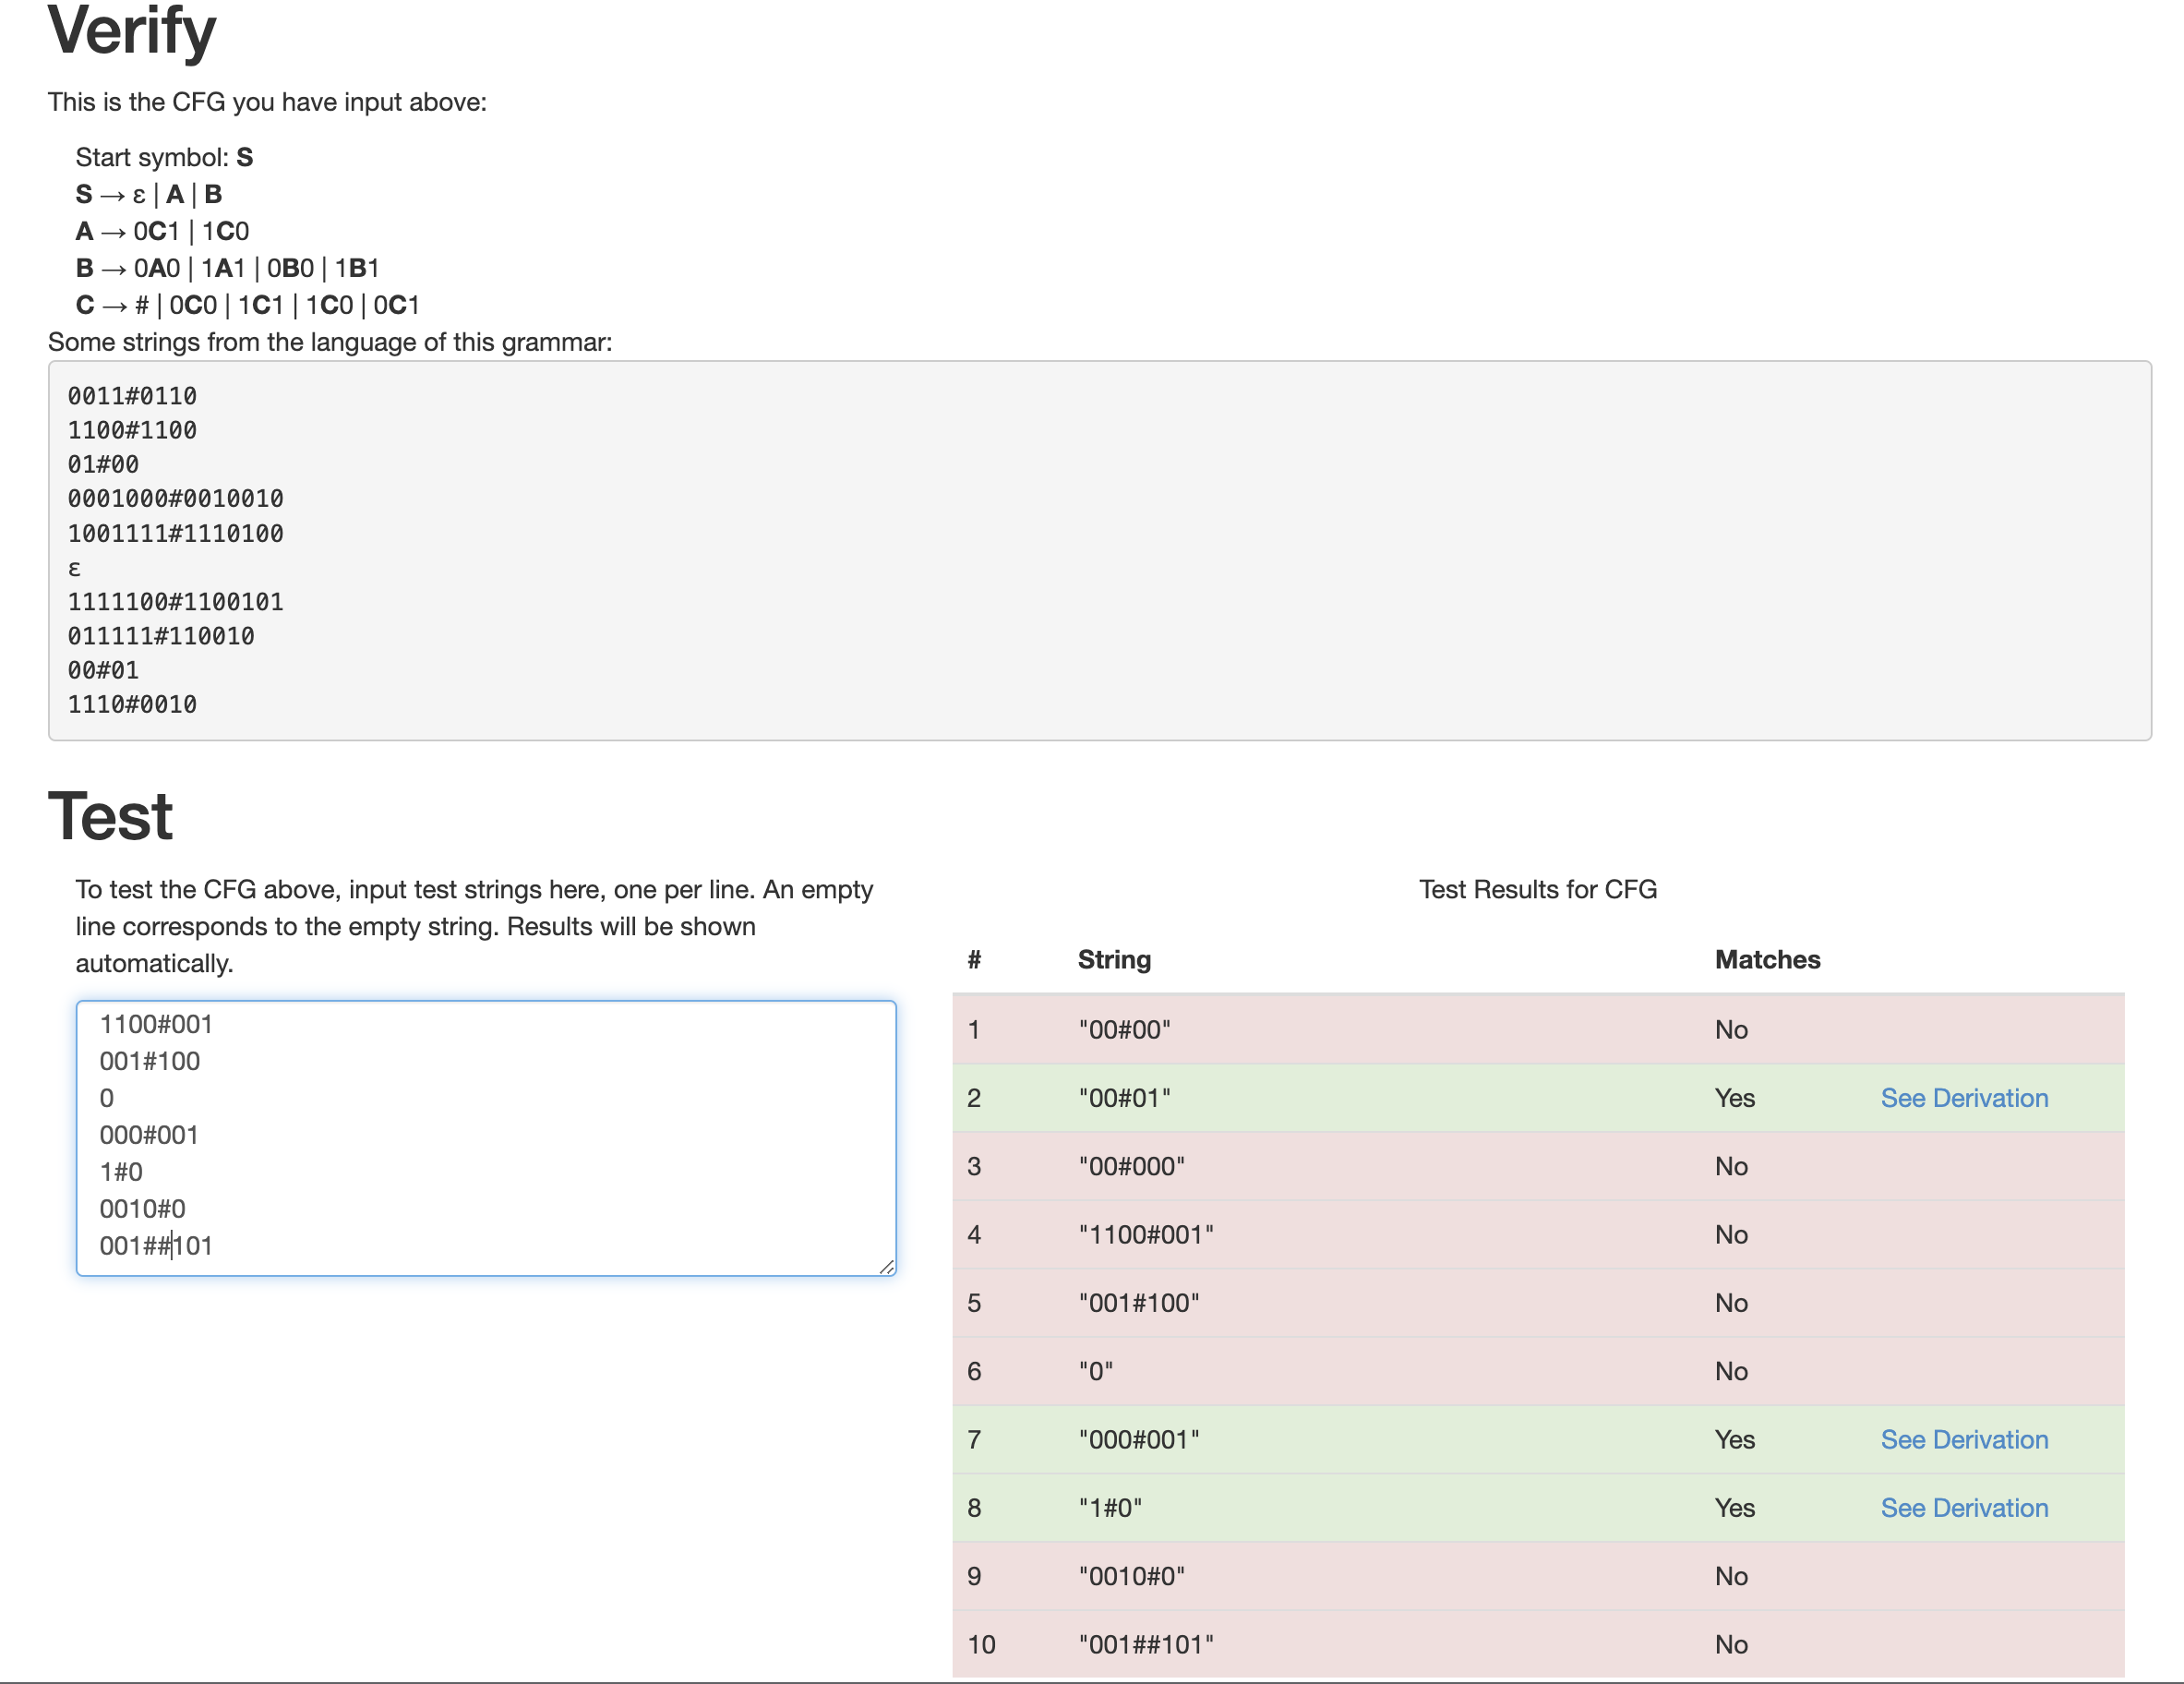 Verify
This is the CFG you have input above:
Start symbol: S
S → ε | A | B
A → 0C1 | 1C0
B → 0A0 | 1A1 | 0B0 | 1B1
C → # | 0C0 | 1C1 | 1C0 | 0C1
Some strings from the language of this grammar:
0011#0110
1100#1100
01#00
0001000#0010010
1001111#1110100
ε
1111100#1100101
011111#110010
00#01
1110#0010
Test
To test the CFG above, input test strings here, one per line. An empty
line corresponds to the empty string. Results will be shown
automatically.
1100#001
001#100
0
000#001
1#0
0010#0
001##101
Test Results for CFG
# String Matches
1 "00#00" No
2 "00#01" Yes See Derivation
3 "00#000" No
4 "1100#001" No
5 "001#100" No
6 "0" No
7 "000#001" Yes See Derivation
8 "1#0" Yes See Derivation
9 "0010#0" No
10 "001##101" No